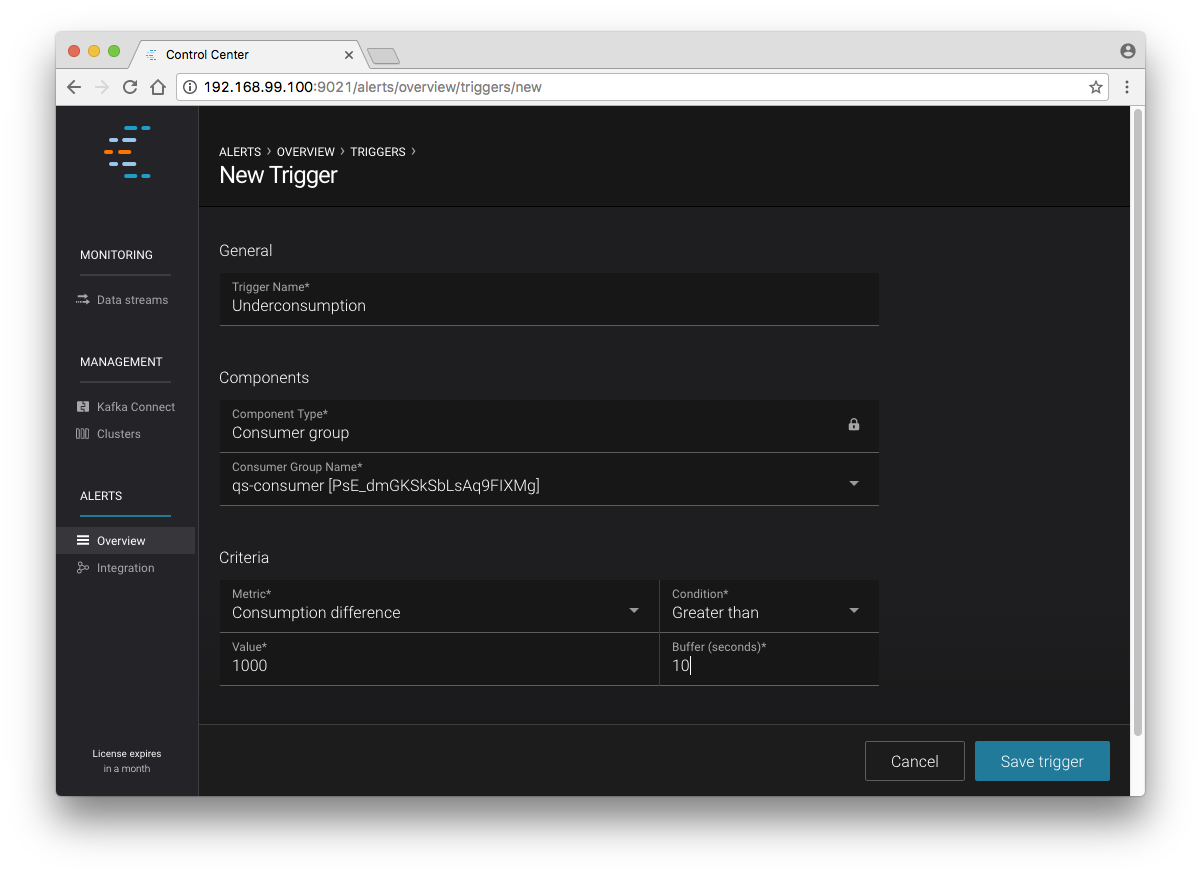 Control Center
192.168.99.100:9021/alerts/overview/triggers/new
ALERTS › OVERVIEW › TRIGGERS ›
New Trigger
MONITORING
Data streams
MANAGEMENT
Kafka Connect
Clusters
ALERTS
Overview
Integration
License expires
in a month
General
Trigger Name*
Underconsumption
Components
Component Type*
Consumer group
Consumer Group Name*
qs-consumer [PsE_dmGKSkSbLsAq9FIXMg]
Criteria
Metric*
Consumption difference
Condition*
Greater than
Value*
1000
Buffer (seconds)*
10
Cancel
Save trigger